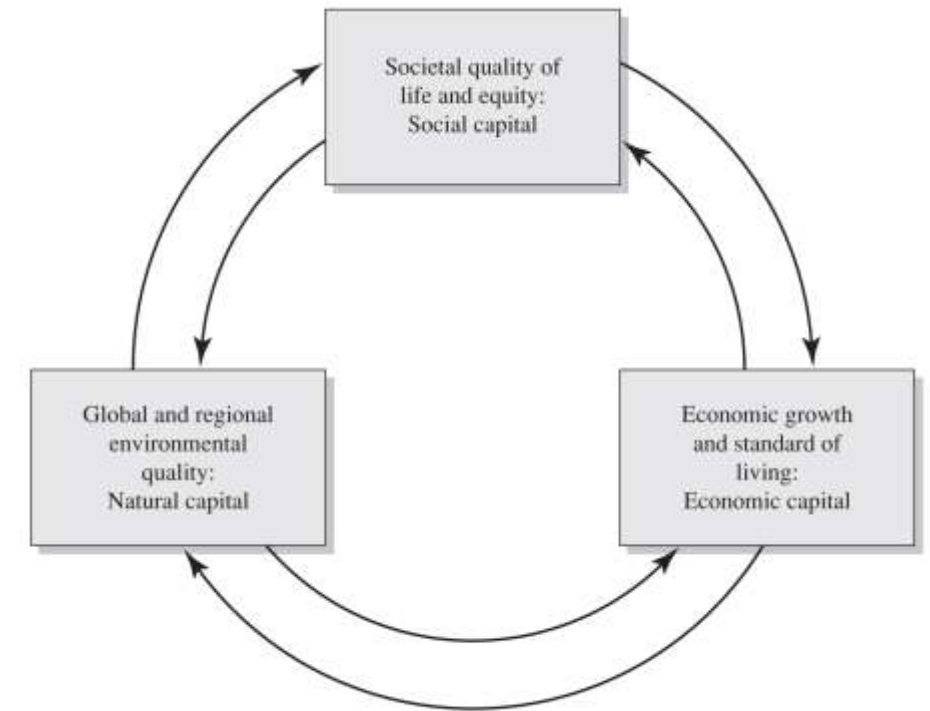 Societal quality of
life and equity:
Social capital
Global and regional
environmental
quality:
Natural capital
Economic growth
and standard of
living:
Economic capital